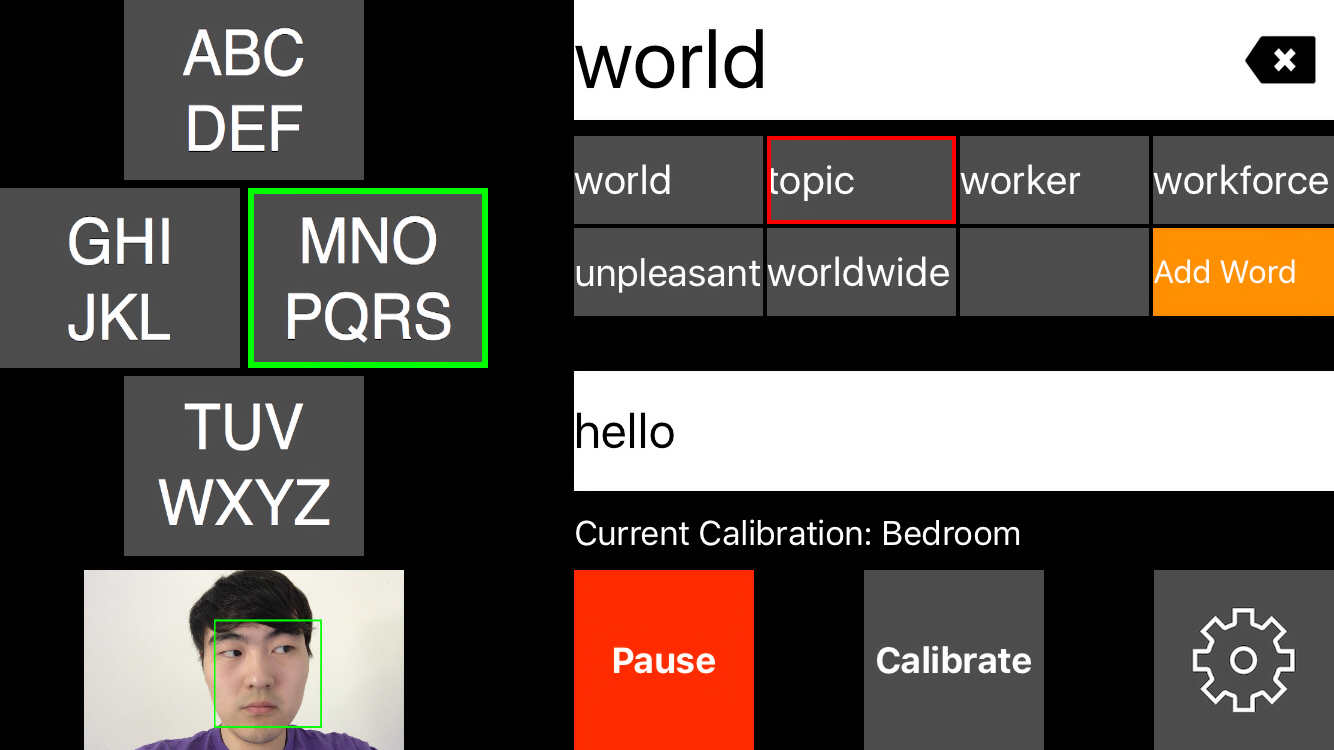 ABC
DEF
GHI
JKL
MNO
PQRS
TUV
WXYZ
world
world
topic
worker
workforce
unpleasant
worldwide
Add Word
hello
Current Calibration: Bedroom
Pause
Calibrate